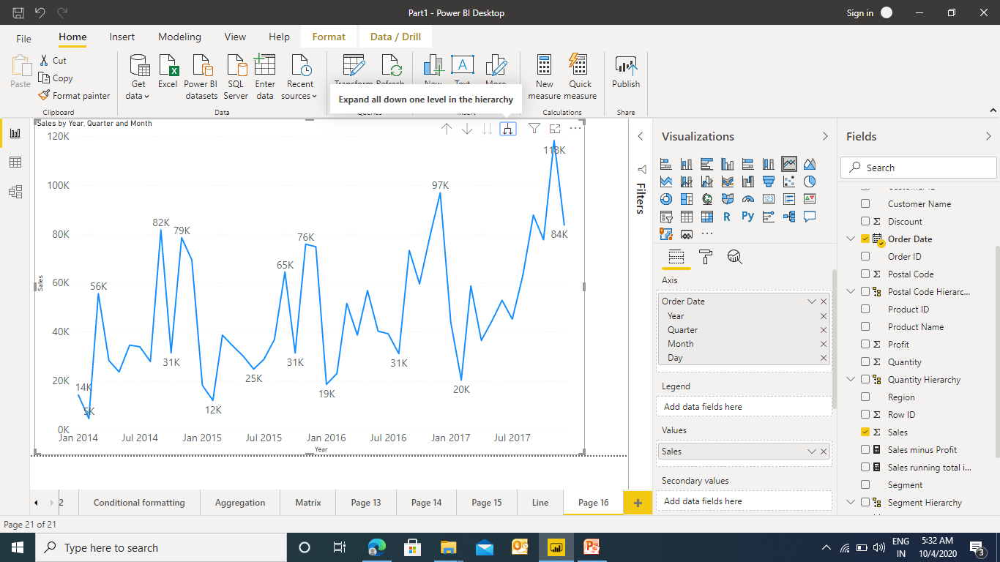 Part1 - Power BI Desktop
Sign in
File
Home
Insert
Modeling
View
Help
Format
Data / Drill
Paste
Cut
Copy
Format painter
Clipboard
Get data
Excel
Power BI datasets
SQL Server
Enter data
Recent sources
Data
Transform
Refresh
New
Text
More
Queries
Insert
New measure
Quick measure
Calculations
Publish
Share
Expand all down one level in the hierarchy
Sales by Year, Quarter and Month
120K
100K
80K
60K
40K
20K
0K
Sales
14K
5K
56K
82K
31K
79K
12K
25K
65K
31K
76K
19K
31K
97K
20K
118K
84K
Jan 2014
Jul 2014
Jan 2015
Jul 2015
Jan 2016
Jul 2016
Jan 2017
Jul 2017
Year
Filters
Visualizations
R
Py
123
Axis
Order Date
Year
Quarter
Month
Day
Legend
Add data fields here
Values
Sales
Secondary values
Add data fields here
Fields
Search
Customer Name
Discount
Order Date
Order ID
Postal Code
Postal Code Hierarc...
Product ID
Product Name
Profit
Quantity
Quantity Hierarchy
Region
Row ID
Sales
Sales minus Profit
Sales running total i...
Segment
Segment Hierarchy
2
Conditional formatting
Aggregation
Matrix
Page 13
Page 14
Page 15
Line
Page 16
Page 21 of 21
Type here to search
ENG
IN
5:32 AM
10/4/2020
3